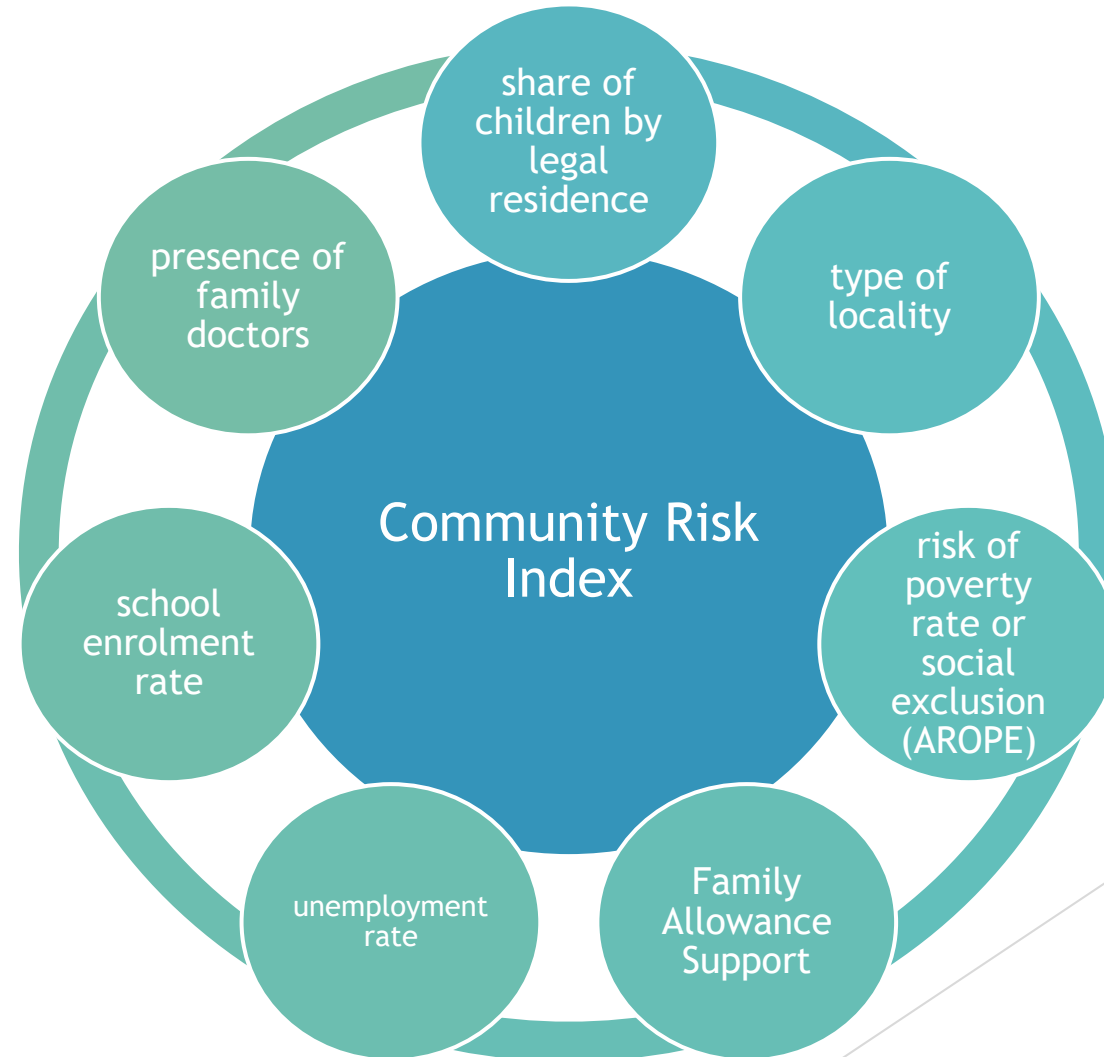 share of
children by
legal
residence
type of
locality
risk of
poverty
rate or
social
exclusion
(AROPE)
Family
Allowance
Support
unemployment
rate
school
enrolment
rate
presence of
family
doctors
Community Risk
Index